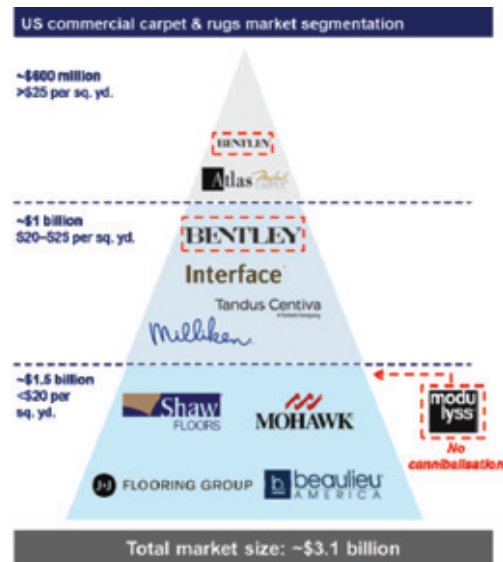 US commercial carpet & rugs market segmentation
~$600 million
>$25 per sq. yd.
BENTLEY
Atlas
~$1 billion
$20–$25 per sq. yd.
BENTLEY
Interface
Tandus Centiva
Milliken
~$1.5 billion
<$20 per
sq. yd.
Shaw
FLOORS
MOHAWK
modu
lyss
No
cannibalisation
J+J FLOORING GROUP
beaulieu
AMERICA
Total market size: ~$3.1 billion